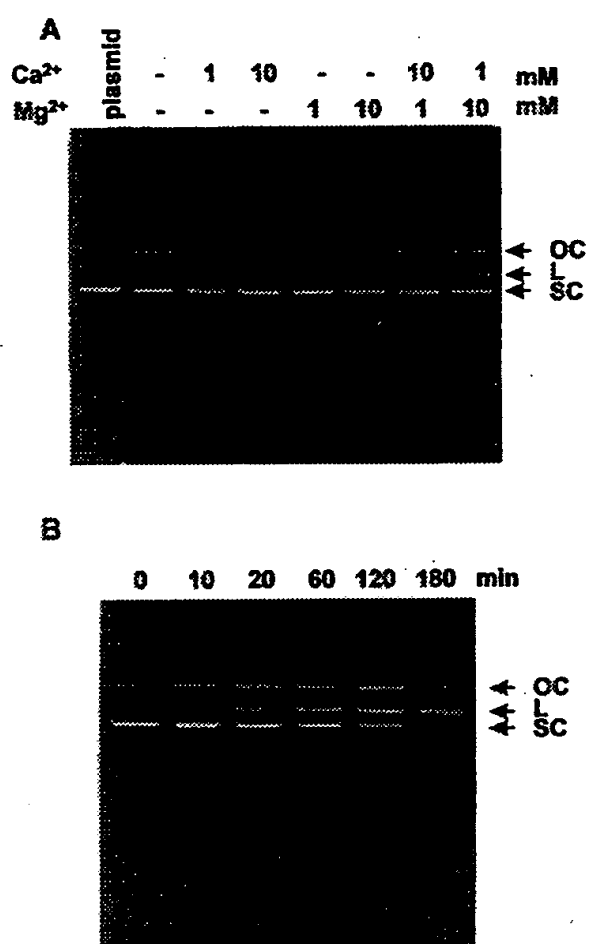 A
plasmid
Ca²⁺ - 1 10 - - 10 1 mM
Mg²⁺ - - - 1 10 1 10 mM
OC
L
SC
B
0 10 20 60 120 180 min
OC
L
SC